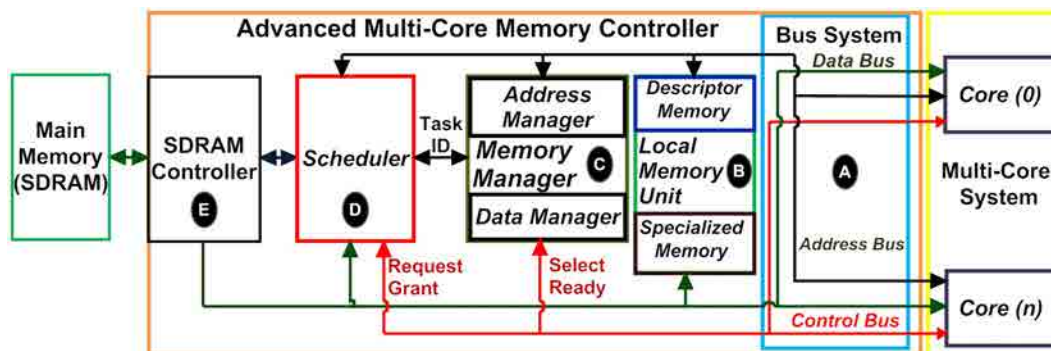 Advanced Multi-Core Memory Controller
Bus System
Data Bus
Main
Memory
(SDRAM)
SDRAM
Controller
E
Scheduler
D
Task
ID
Address
Manager
Memory
Manager
C
Data Manager
Descriptor
Memory
Local
Memory
Unit
B
Specialized
Memory
A
Address Bus
Core (0)
Multi-Core
System
Core (n)
Request
Grant
Select
Ready
Control Bus